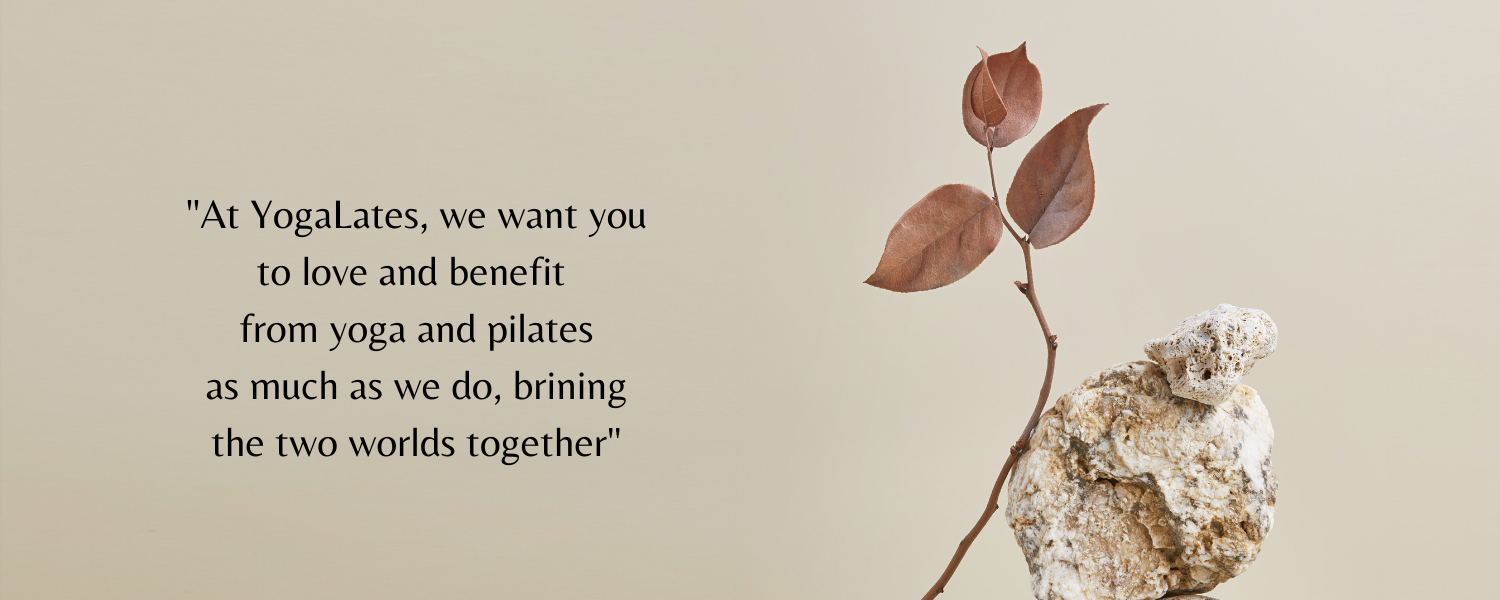 "At YogaLates, we want you
to love and benefit
from yoga and pilates
as much as we do, brining
the two worlds together"